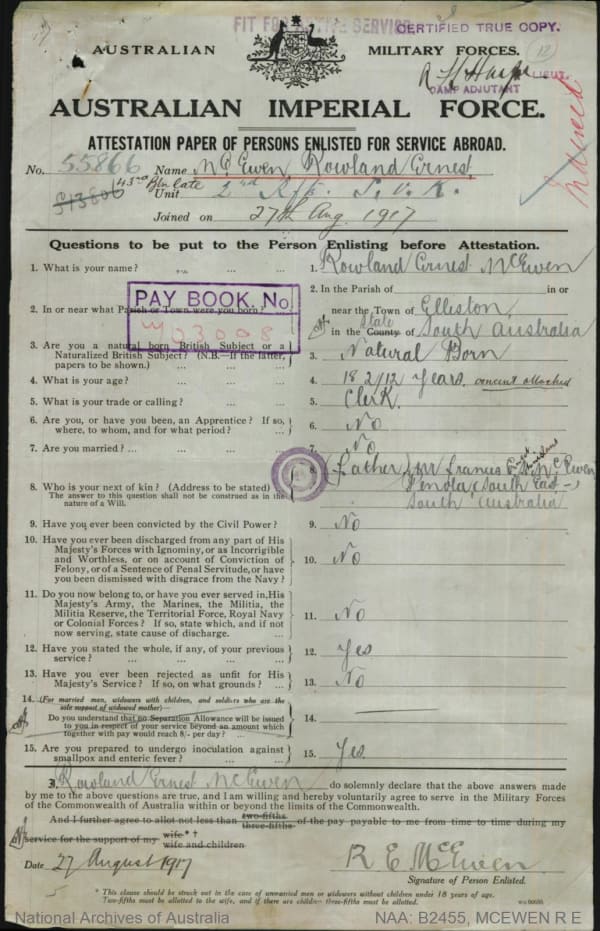 FIT FOR ACTIVE SERVICE
CERTIFIED TRUE COPY.
AUSTRALIAN MILITARY FORCES.
12
LIEUT.
CAMP ADJUTANT
AUSTRALIAN IMPERIAL FORCE.
ATTESTATION PAPER OF PERSONS ENLISTED FOR SERVICE ABROAD.
No. 55866 Name McEwen, Rowland Ernest
43rd Bn late Unit 2nd Rft. S.V.R.
Joined on 27th Aug. 1917
Questions to be put to the Person Enlisting before Attestation.
1. What is your name? ... ... ... 1. Rowland Ernest McEwen
2. In the Parish of in or
PAY BOOK. No.
2. In or near what Parish or Town were you born? near the Town of Elliston
in the County of State South Australia
3. Are you a natural born British Subject or a
Naturalized British Subject? (N.B.—If the latter,
papers to be shown.) ... ... 3. Natural Born
4. What is your age? ... ... ... 4. 18 2/12 Years. consent attached
5. What is your trade or calling? ... ... 5. Clerk.
6. Are you, or have you been, an Apprentice? If so,
where, to whom, and for what period? ... 6. No
7. Are you married? ... ... ... 7. No
8. (Father) Mr Francis McEwen
8. Who is your next of kin? (Address to be stated) Penola, (South East)
The answer to this question shall not be construed as in the
nature of a Will. South Australia
9. Have you ever been convicted by the Civil Power? 9. No
10. Have you ever been discharged from any part of His
Majesty's Forces with Ignominy, or as Incorrigible
and Worthless, or on account of Conviction of
Felony, or of a Sentence of Penal Servitude, or have
you been dismissed with disgrace from the Navy? 10. No
11. Do you now belong to, or have you ever served in, His
Majesty's Army, the Marines, the Militia, the
Militia Reserve, the Territorial Force, Royal Navy
or Colonial Forces? If so, state which, and if not
now serving, state cause of discharge. ... 11. No
12. Have you stated the whole, if any, of your previous
service? ... ... ... ... 12. Yes
13. Have you ever been rejected as unfit for His
Majesty's Service? If so, on what grounds? ... 13. No
14. (For married men, widowers with children, and soldiers who are the
sole support of widowed mother)—
Do you understand that no Separation Allowance will be issued
to you in respect of your service beyond an amount which
together with pay would reach 8/- per day? ... 14.
15. Are you prepared to undergo inoculation against
smallpox and enteric fever? ... ... 15. Yes
I, Rowland Ernest McEwen do solemnly declare that the above answers made
by me to the above questions are true, and I am willing and hereby voluntarily agree to serve in the Military Forces
of the Commonwealth of Australia within or beyond the limits of the Commonwealth.
And I further agree to allot not less than two-fifths three-fifths of the pay payable to me from time to time during my
service for the support of my wife* † wife and children
Date 27 August 1917 R E McEwen
Signature of Person Enlisted.
* This clause should be struck out in the case of unmarried men or widowers without children under 18 years of age.
Two-fifths must be allotted to the wife, and if there are children three-fifths must be allotted.
National Archives of Australia NAA: B2455, MCEWEN R E